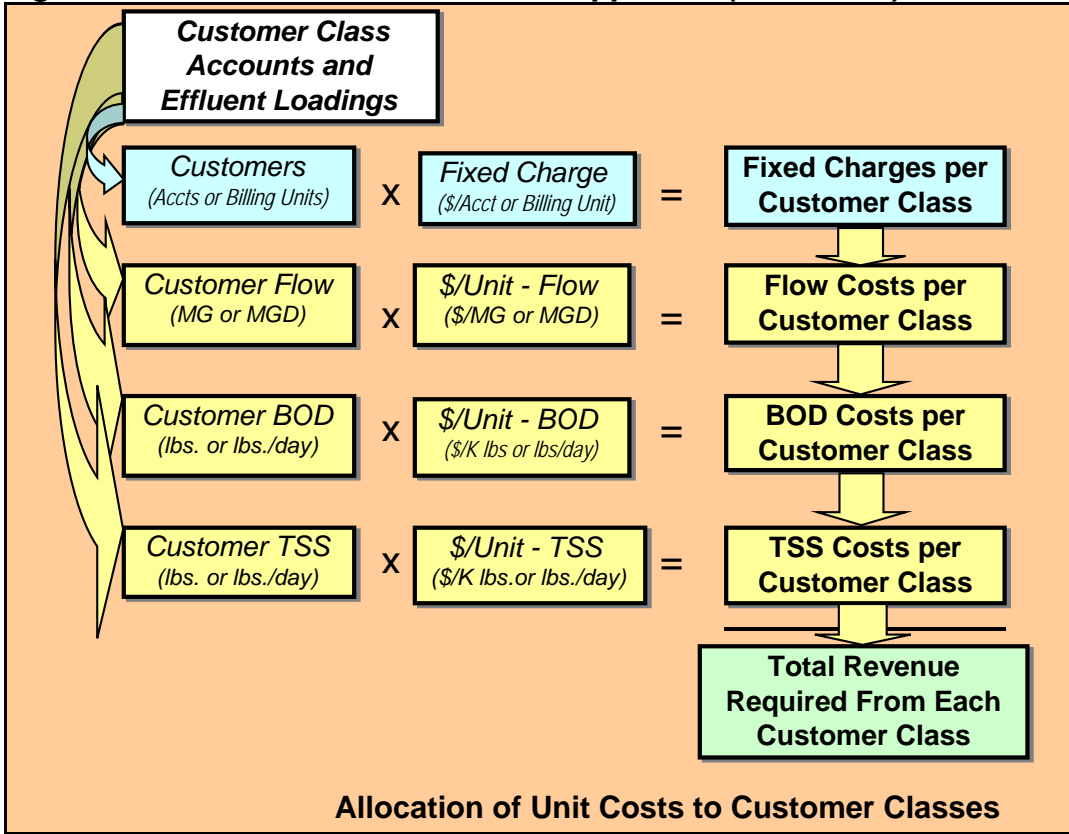 Customer Class
Accounts and
Effluent Loadings
Customers
(Accts or Billing Units)
x
Fixed Charge
($/Acct or Billing Unit)
=
Fixed Charges per
Customer Class
Customer Flow
(MG or MGD)
x
$/Unit - Flow
($/MG or MGD)
=
Flow Costs per
Customer Class
Customer BOD
(lbs. or lbs./day)
x
$/Unit - BOD
($/K lbs or lbs/day)
=
BOD Costs per
Customer Class
Customer TSS
(lbs. or lbs./day)
x
$/Unit - TSS
($/K lbs.or lbs./day)
=
TSS Costs per
Customer Class
Total Revenue
Required From Each
Customer Class
Allocation of Unit Costs to Customer Classes